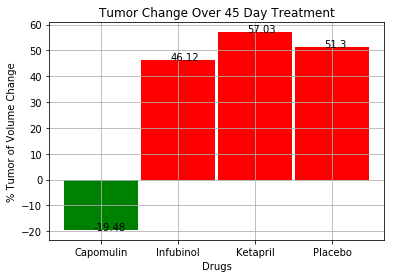 Tumor Change Over 45 Day Treatment
% Tumor of Volume Change
60
50
40
30
20
10
0
−10
−20
-19.48
46.12
57.03
51.3
Capomulin
Infubinol
Ketapril
Placebo
Drugs